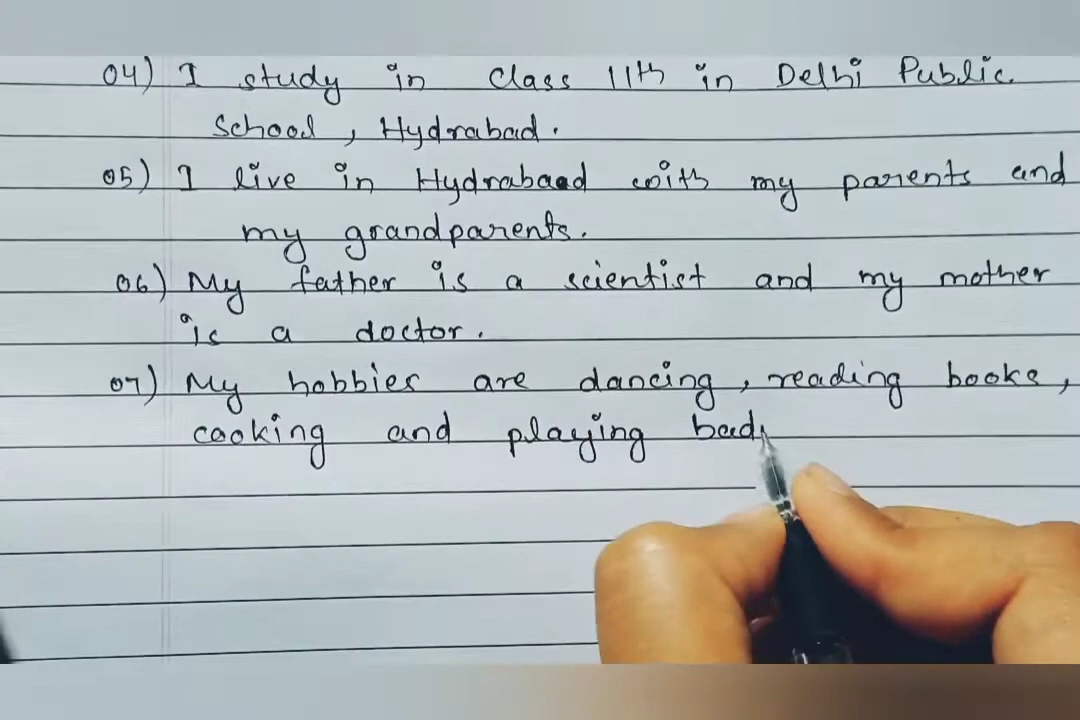 04) I study in Class 11th in Delhi Public
School, Hydrabad.
05) I live in Hydrabaad with my parents and
my grandparents.
06) My father is a scientist and my mother
is a doctor.
07) My hobbies are dancing, reading books,
cooking and playing bad